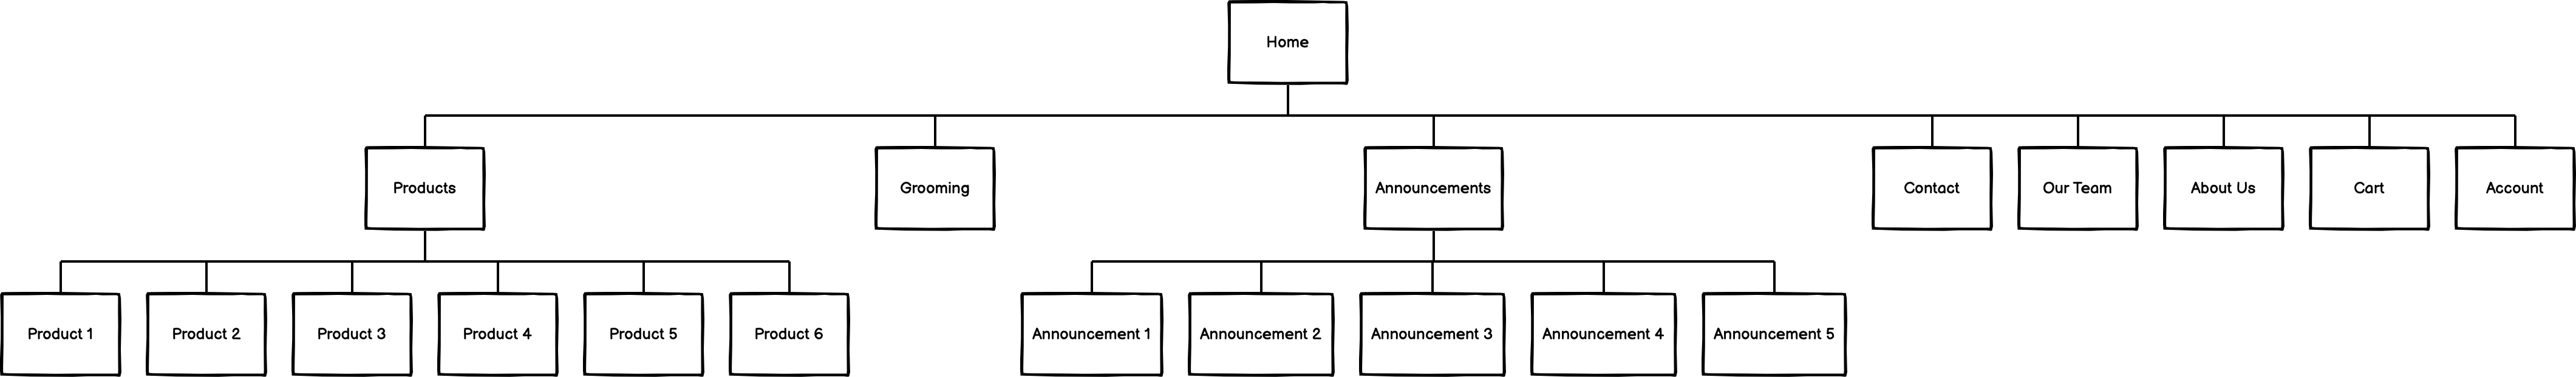 Home
Products
Grooming
Announcements
Contact
Our Team
About Us
Cart
Account
Product 1
Product 2
Product 3
Product 4
Product 5
Product 6
Announcement 1
Announcement 2
Announcement 3
Announcement 4
Announcement 5